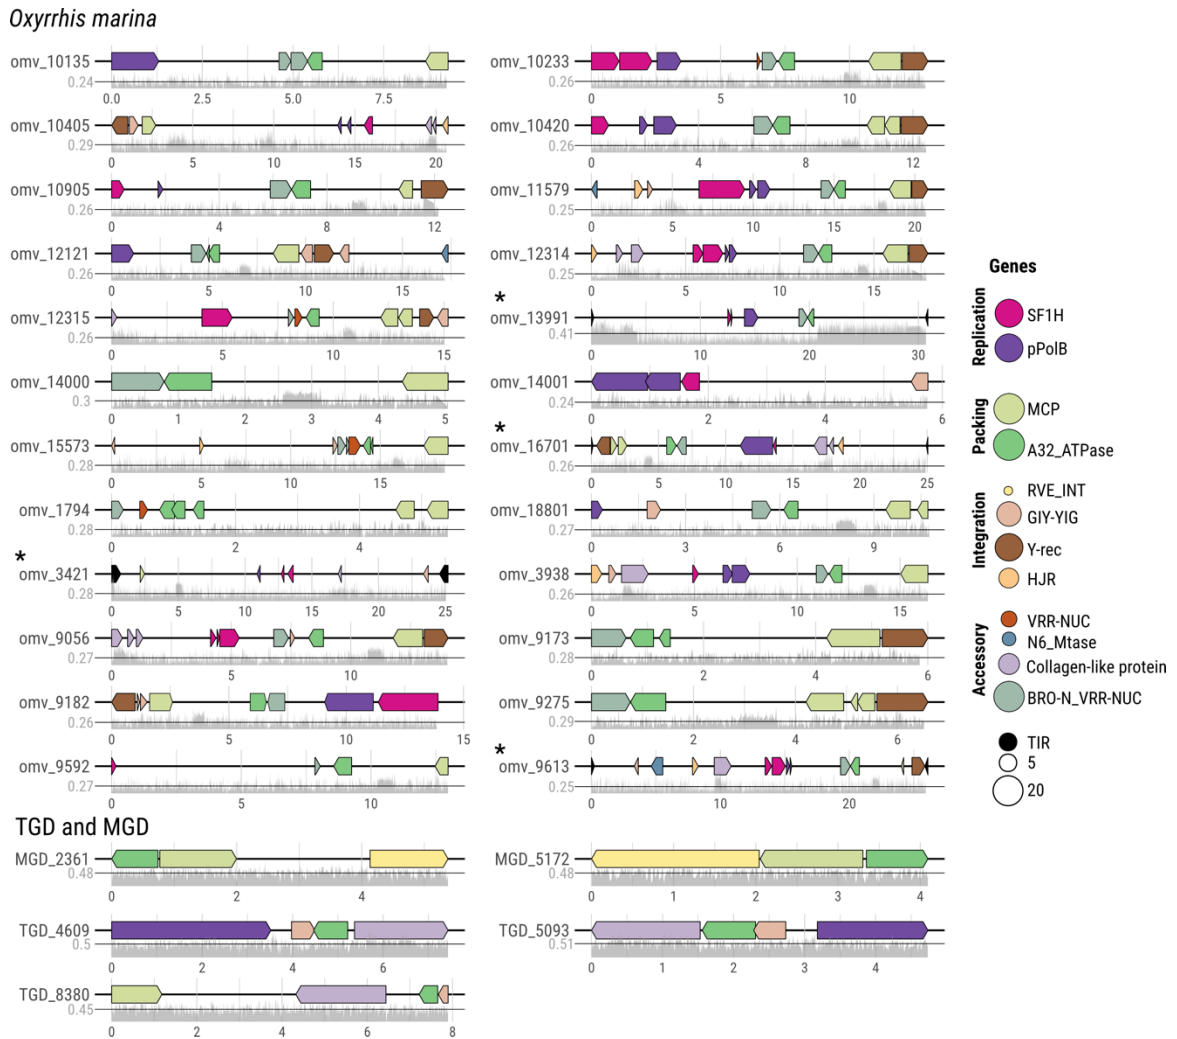 Oxyrrhis marina
omv_10135
0.24
0.0 2.5 5.0 7.5
omv_10233
0.26
0 5 10
omv_10405
0.29
0 5 10 15 20
omv_10420
0.26
0 4 8 12
omv_10905
0.26
0 4 8 12
omv_11579
0.25
0 5 10 15 20
omv_12121
0.26
0 5 10 15
omv_12314
0.25
0 5 10 15
omv_12315
0.26
0 5 10 15
*
omv_13991
0.41
0 10 20 30
omv_14000
0.3
0 1 2 3 4 5
omv_14001
0.24
0 2 4 6
omv_15573
0.28
0 5 10 15
*
omv_16701
0.26
0 5 10 15 20 25
omv_1794
0.28
0 2 4
omv_18801
0.27
0 3 6 9
*
omv_3421
0.28
0 5 10 15 20 25
omv_3938
0.26
0 5 10 15
omv_9056
0.27
0 5 10
omv_9173
0.28
0 2 4 6
omv_9182
0.26
0 5 10 15
omv_9275
0.29
0 2 4 6
omv_9592
0.27
0 5 10
*
omv_9613
0.25
0 10 20
TGD and MGD
MGD_2361
0.48
0 2 4
MGD_5172
0.48
0 1 2 3 4
TGD_4609
0.5
0 2 4 6
TGD_5093
0.51
0 1 2 3 4
TGD_8380
0.45
0 2 4 6 8
Genes
Replication
SF1H
pPolB
Packing
MCP
A32_ATPase
Integration
RVE_INT
GIY-YIG
Y-rec
HJR
Accessory
VRR-NUC
N6_Mtase
Collagen-like protein
BRO-N_VRR-NUC
TIR
5
20